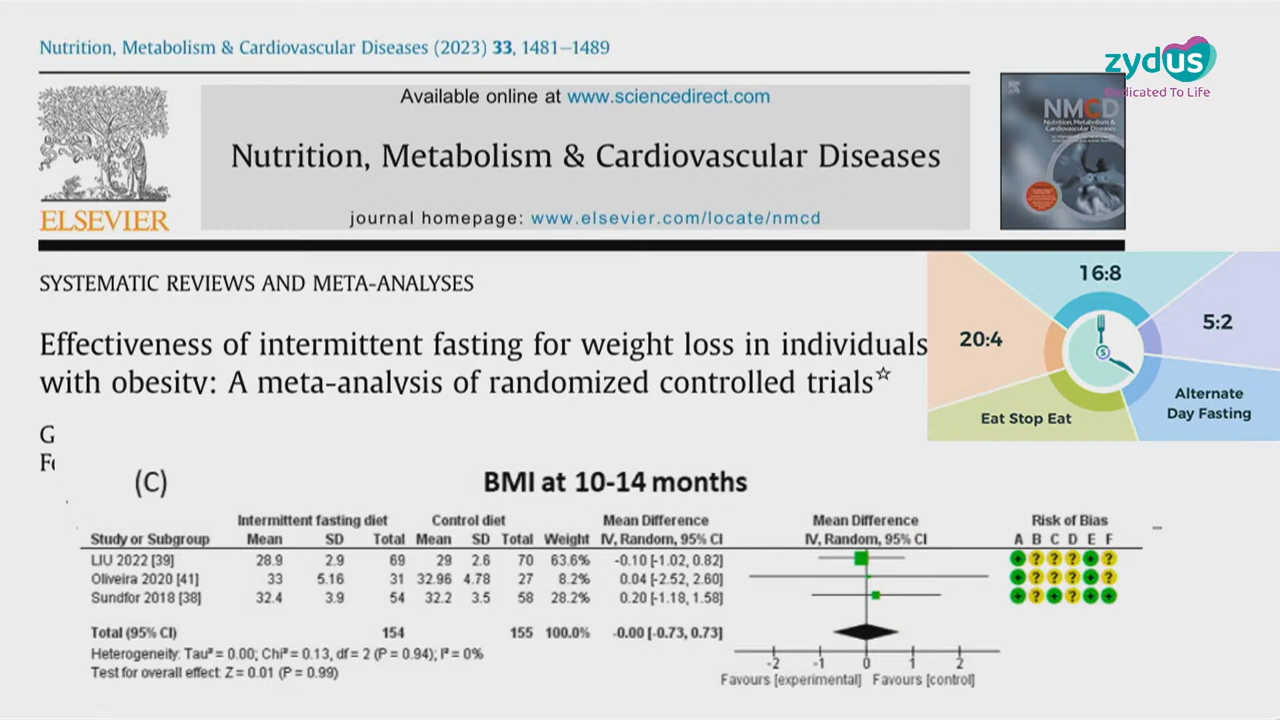 Nutrition, Metabolism & Cardiovascular Diseases (2023) 33, 1481–1489
zydus
Dedicated To Life
Available online at www.sciencedirect.com
Nutrition, Metabolism & Cardiovascular Diseases
journal homepage: www.elsevier.com/locate/nmcd
ELSEVIER
NMCD
Nutrition, Metabolism &
Cardiovascular Diseases
SYSTEMATIC REVIEWS AND META-ANALYSES
Effectiveness of intermittent fasting for weight loss in individuals
with obesity: A meta-analysis of randomized controlled trials☆
16:8
5:2
20:4
Alternate
Day Fasting
Eat Stop Eat
G
(C)
BMI at 10-14 months
Intermittent fasting diet Control diet Mean Difference Mean Difference Risk of Bias
Study or Subgroup Mean SD Total Mean SD Total Weight IV, Random, 95% CI IV, Random, 95% CI A B C D E F
LIU 2022 [39] 28.9 2.9 69 29 2.6 70 63.6% -0.10 [-1.02, 0.82] + ? ? ? + ?
Oliveira 2020 [41] 33 5.16 31 32.96 4.78 27 8.2% 0.04 [-2.52, 2.60] + ? ? ? + ?
Sundfor 2018 [38] 32.4 3.9 54 32.2 3.5 58 28.2% 0.20 [-1.18, 1.58] + ? + ? + +
Total (95% CI) 154 155 100.0% -0.00 [-0.73, 0.73]
Heterogeneity: Tau² = 0.00; Chi² = 0.13, df = 2 (P = 0.94); I² = 0%
Test for overall effect: Z = 0.01 (P = 0.99)
-2 -1 0 1 2
Favours [experimental] Favours [control]